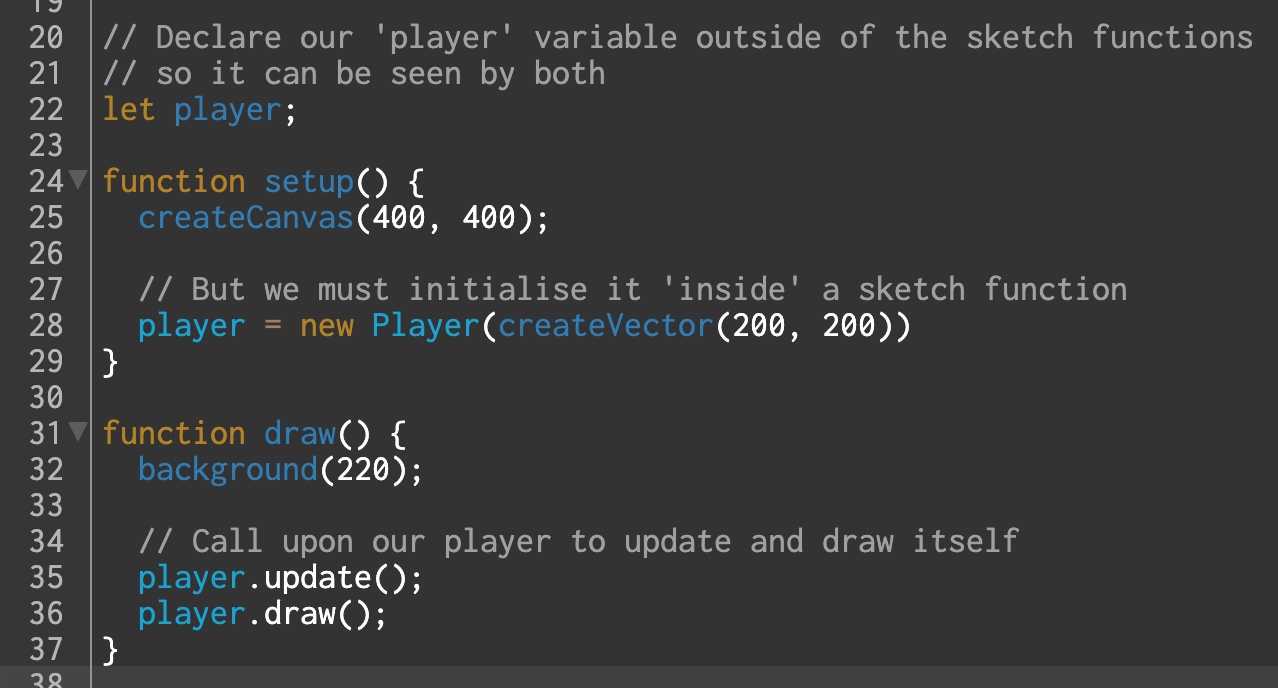 19
20 // Declare our 'player' variable outside of the sketch functions
21 // so it can be seen by both
22 let player;
23
24 function setup() {
25   createCanvas(400, 400);
26
27   // But we must initialise it 'inside' a sketch function
28   player = new Player(createVector(200, 200))
29 }
30
31 function draw() {
32   background(220);
33
34   // Call upon our player to update and draw itself
35   player.update();
36   player.draw();
37 }
38